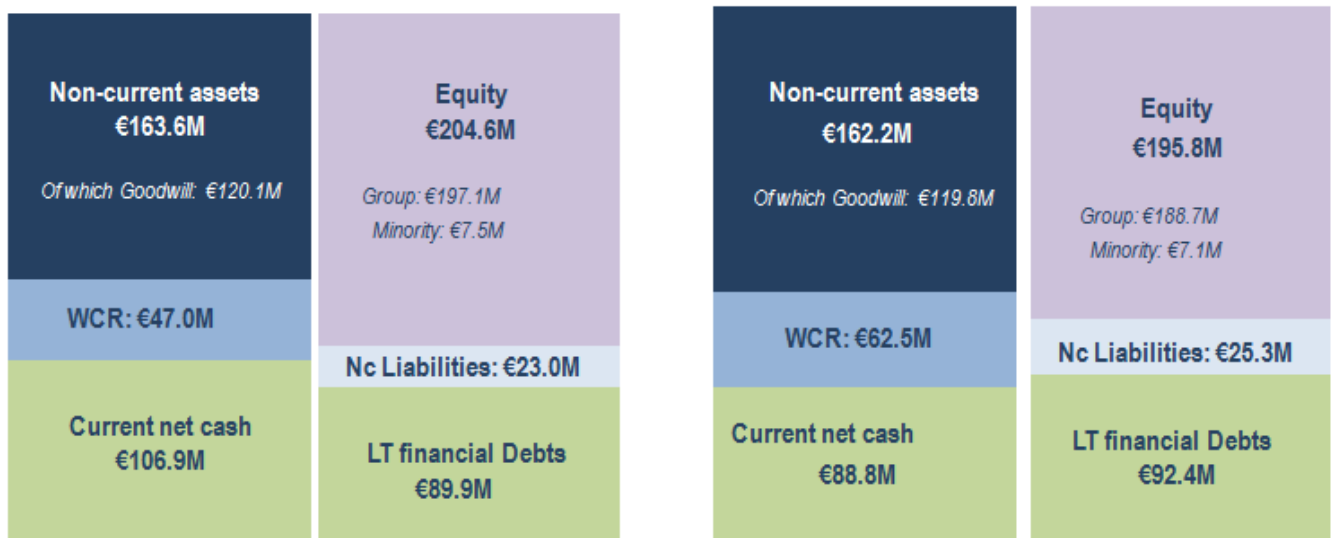 Non-current assets
€163.6M
Of which Goodwill: €120.1M
WCR: €47.0M
Current net cash
€106.9M
Equity
€204.6M
Group: €197.1M
Minority: €7.5M
Nc Liabilities: €23.0M
LT financial Debts
€89.9M
Non-current assets
€162.2M
Of which Goodwill: €119.8M
WCR: €62.5M
Current net cash
€88.8M
Equity
€195.8M
Group: €188.7M
Minority: €7.1M
Nc Liabilities: €25.3M
LT financial Debts
€92.4M